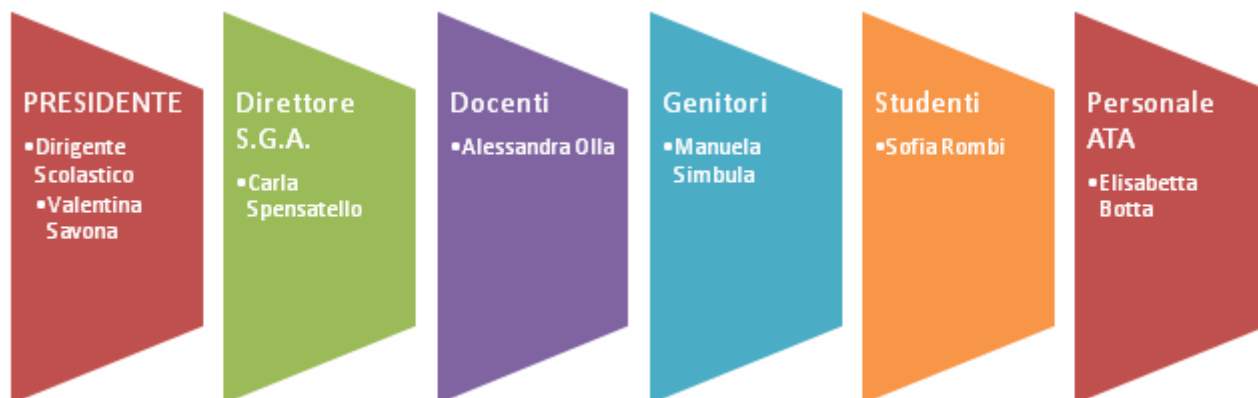 PRESIDENTE
▪Dirigente
Scolastico
▪Valentina
Savona
Direttore
S.G.A.
▪Carla
Spensatello
Docenti
▪Alessandra Olla
Genitori
▪Manuela
Simbula
Studenti
▪Sofia Rombi
Personale
ATA
▪Elisabetta
Botta